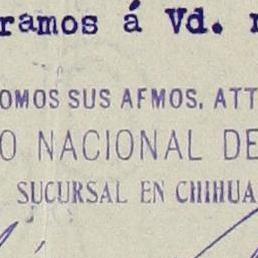 ramos á Vd.
OMOS SUS AFMOS. ATT
O NACIONAL DE
SUCURSAL EN CHIHUA